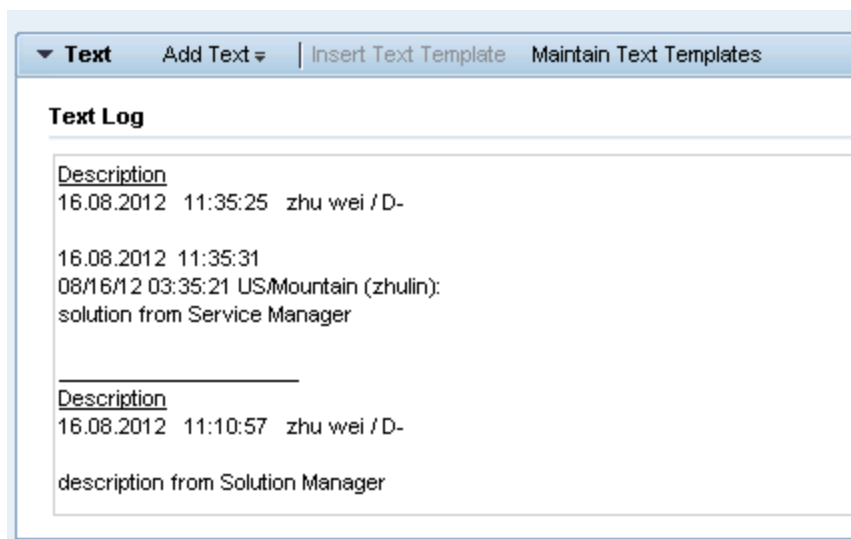 Text Add Text Insert Text Template Maintain Text Templates
Text Log
Description
16.08.2012 11:35:25 zhu wei / D-
16.08.2012 11:35:31
08/16/12 03:35:21 US/Mountain (zhulin):
solution from Service Manager
Description
16.08.2012 11:10:57 zhu wei / D-
description from Solution Manager